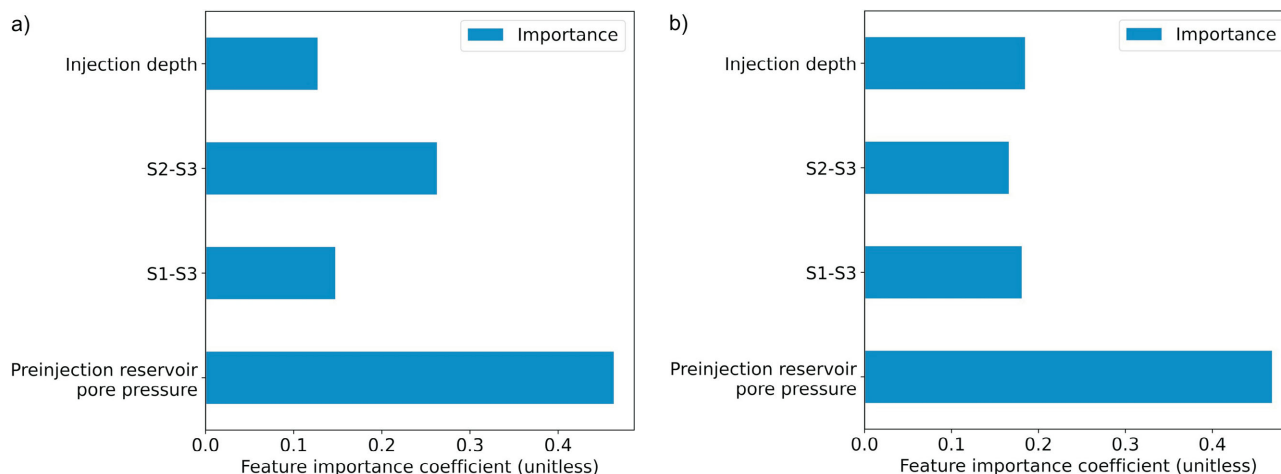 a)
Importance
Injection depth
S2-S3
S1-S3
Preinjection reservoir
pore pressure
0.0 0.1 0.2 0.3 0.4
Feature importance coefficient (unitless)
b)
Importance
Injection depth
S2-S3
S1-S3
Preinjection reservoir
pore pressure
0.0 0.1 0.2 0.3 0.4
Feature importance coefficient (unitless)